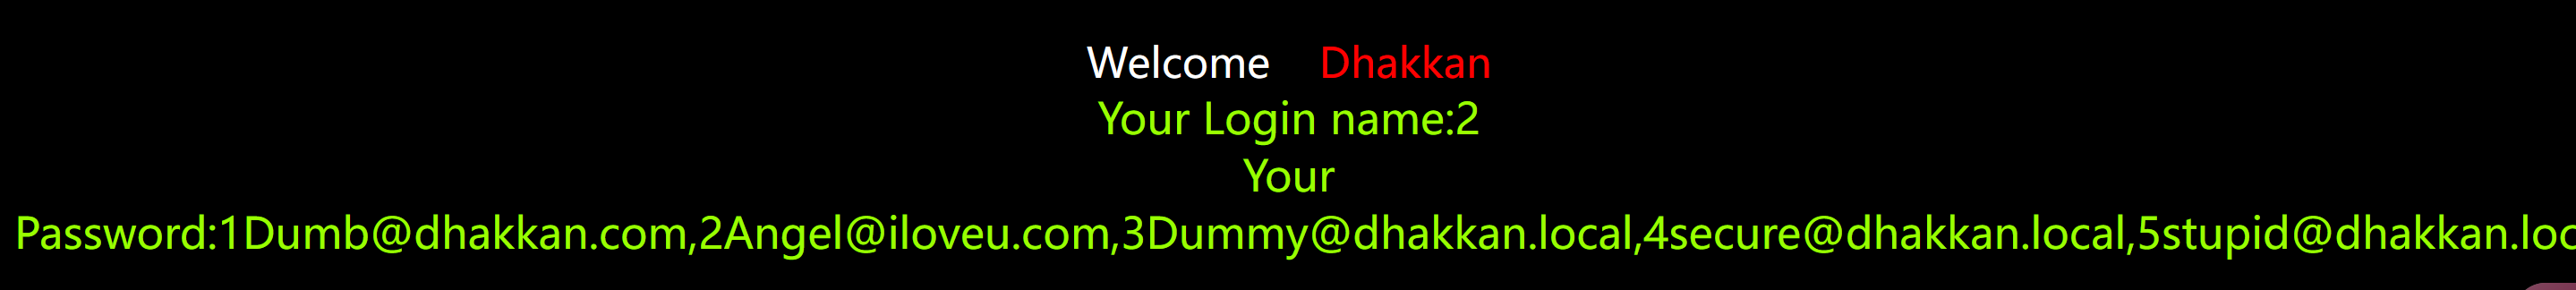 Welcome Dhakkan
Your Login name:2
Your
Password:1Dumb@dhakkan.com,2Angel@iloveu.com,3Dummy@dhakkan.local,4secure@dhakkan.local,5stupid@dhakkan.loc